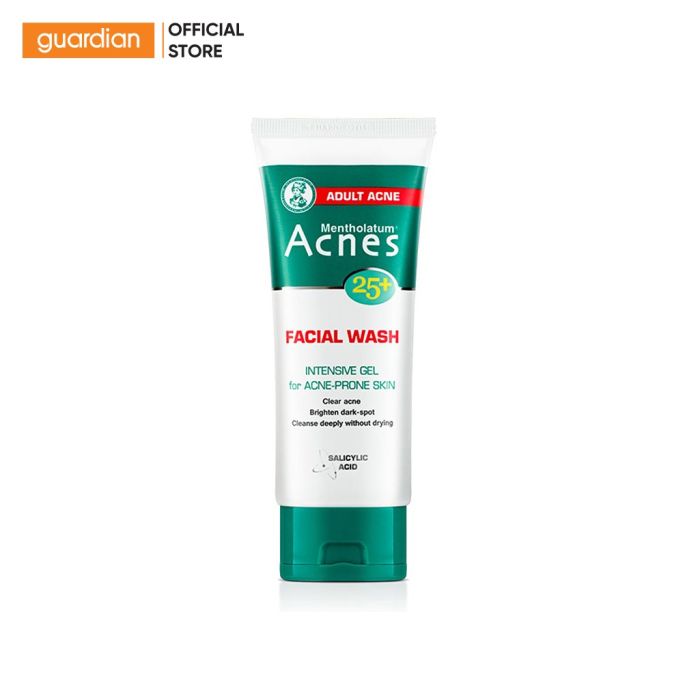 guardian
OFFICIAL
STORE
ADULT ACNE
Mentholatum®
Acnes
25+
FACIAL WASH
INTENSIVE GEL
for ACNE-PRONE SKIN
Clear acne
Brighten dark-spot
Cleanse deeply without drying
SALICYLIC
ACID